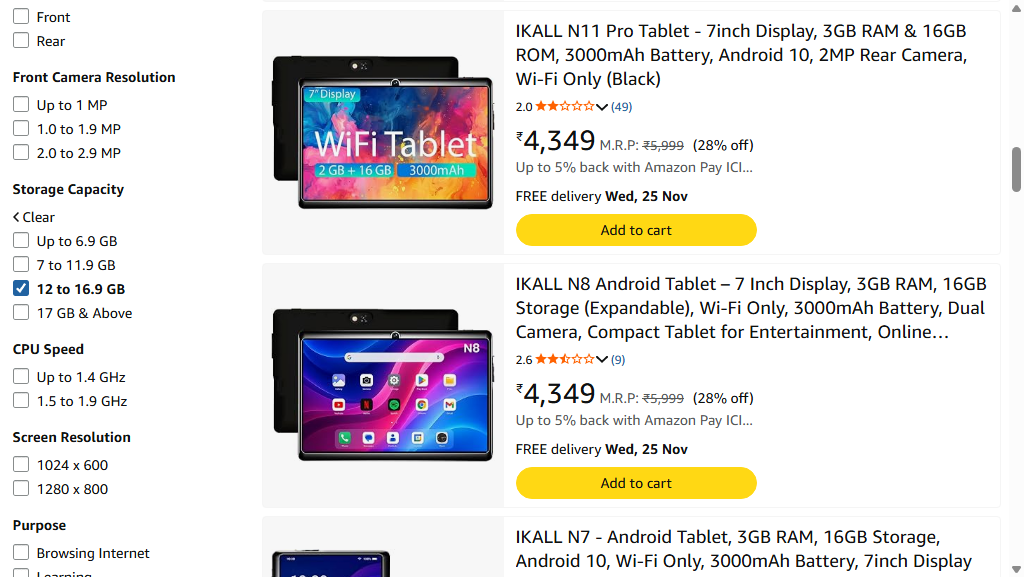 Front
Rear
Front Camera Resolution
Up to 1 MP
1.0 to 1.9 MP
2.0 to 2.9 MP
Storage Capacity
Clear
Up to 6.9 GB
7 to 11.9 GB
12 to 16.9 GB
17 GB & Above
CPU Speed
Up to 1.4 GHz
1.5 to 1.9 GHz
Screen Resolution
1024 x 600
1280 x 800
Purpose
Browsing Internet
Learning
7" Display
WiFi Tablet
2 GB + 16 GB 3000mAh
IKALL N11 Pro Tablet - 7inch Display, 3GB RAM & 16GB
ROM, 3000mAh Battery, Android 10, 2MP Rear Camera,
Wi-Fi Only (Black)
2.0 (49)
₹4,349 M.R.P: ₹5,999 (28% off)
Up to 5% back with Amazon Pay ICI...
FREE delivery Wed, 25 Nov
Add to cart
N8
IKALL N8 Android Tablet – 7 Inch Display, 3GB RAM, 16GB
Storage (Expandable), Wi-Fi Only, 3000mAh Battery, Dual
Camera, Compact Tablet for Entertainment, Online…
2.6 (9)
₹4,349 M.R.P: ₹5,999 (28% off)
Up to 5% back with Amazon Pay ICI...
FREE delivery Wed, 25 Nov
Add to cart
IKALL N7 - Android Tablet, 3GB RAM, 16GB Storage,
Android 10, Wi-Fi Only, 3000mAh Battery, 7inch Display